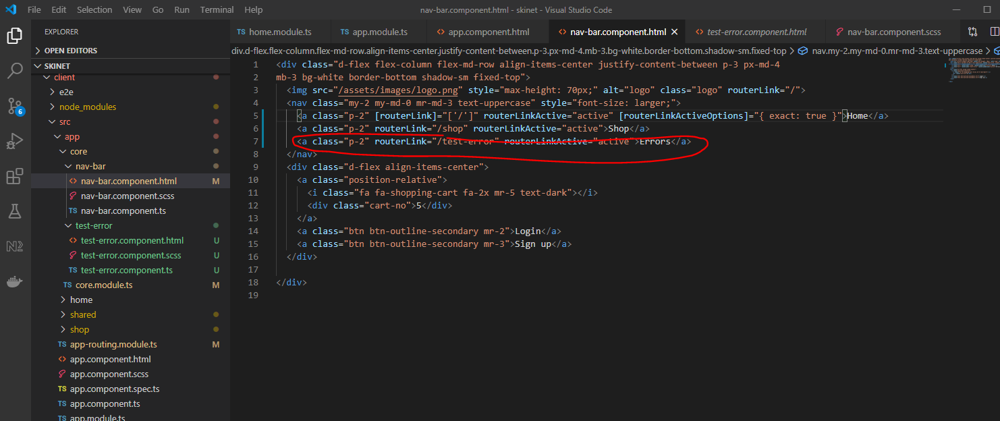 File Edit Selection View Go Run Terminal Help
nav-bar.component.html - skinet - Visual Studio Code
EXPLORER
OPEN EDITORS
SKINET
client
e2e
node_modules
src
app
core
nav-bar
nav-bar.component.html M
nav-bar.component.scss
TS nav-bar.component.ts
test-error
test-error.component.html U
test-error.component.scss U
TS test-error.component.ts U
TS core.module.ts M
home
shared
shop
TS app-routing.module.ts M
app.component.html
app.component.scss
TS app.component.spec.ts
TS app.component.ts
TS app.module.ts
6
TS home.module.ts TS app.module.ts app.component.html nav-bar.component.html test-error.component.html nav-bar.component.scss
div.d-flex.flex-column.flex-md-row.align-items-center.justify-content-between.p-3.px-md-4.mb-3.bg-white.border-bottom.shadow-sm.fixed-top > nav.my-2.my-md-0.mr-md-3.text-uppercase >
1 <div class="d-flex flex-column flex-md-row align-items-center justify-content-between p-3 px-md-4
2 mb-3 bg-white border-bottom shadow-sm fixed-top">
3 <img src="/assets/images/logo.png" style="max-height: 70px;" alt="logo" class="logo" routerLink="/">
4 <nav class="my-2 my-md-0 mr-md-3 text-uppercase" style="font-size: larger;">
5 <a class="p-2" [routerLink]="['/']" routerLinkActive="active" [routerLinkActiveOptions]="{ exact: true }">Home</a>
6 <a class="p-2" routerLink="/shop" routerLinkActive="active">Shop</a>
7 <a class="p-2" routerLink="/test-error" routerLinkActive="active">Errors</a>
8 </nav>
9 <div class="d-flex align-items-center">
10 <a class="position-relative">
11 <i class="fa fa-shopping-cart fa-2x mr-5 text-dark"></i>
12 <div class="cart-no">5</div>
13 </a>
14 <a class="btn btn-outline-secondary mr-2">Login</a>
15 <a class="btn btn-outline-secondary mr-3">Sign up</a>
16 </div>
17
18 </div>
19